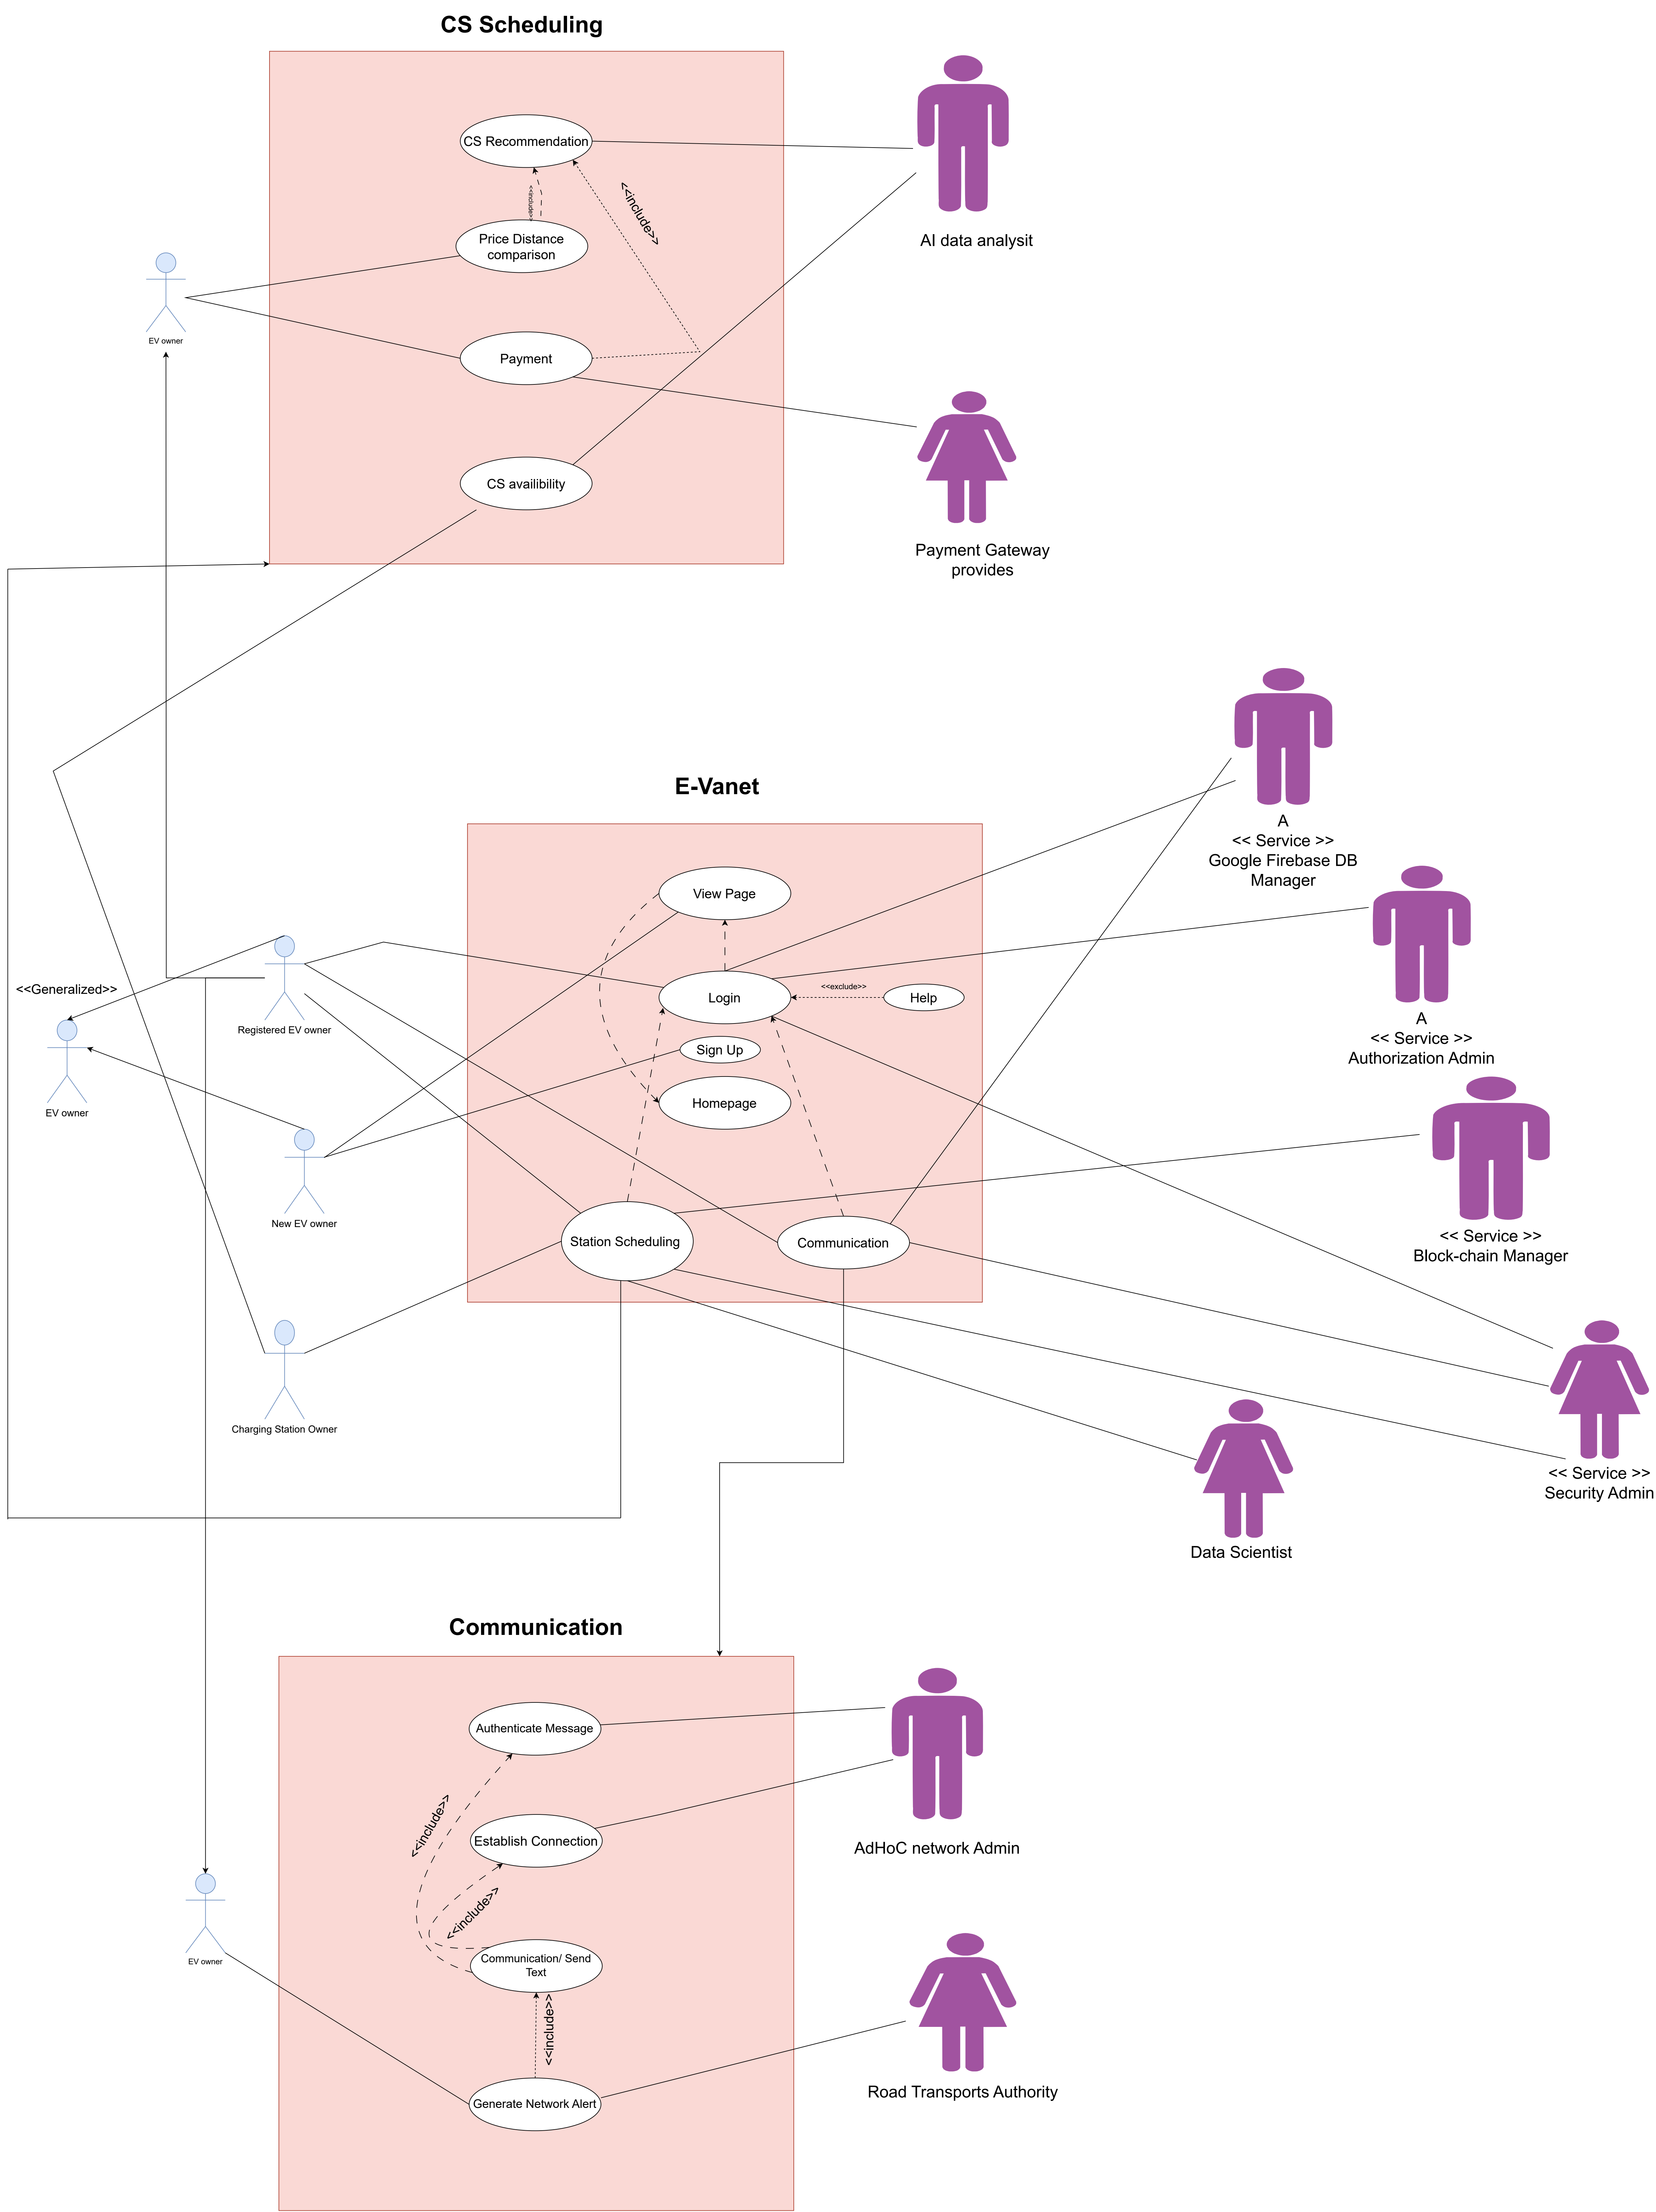 CS Scheduling
CS Recommendation
<<include>>
<<include>>
Price Distance
comparison
AI data analysit
EV owner
Payment
CS availibility
Payment Gateway
provides
E-Vanet
A
<< Service >>
Google Firebase DB
Manager
View Page
<<Generalized>>
Login
<<exclude>>
Help
Registered EV owner
A
<< Service >>
Authorization Admin
Sign Up
EV owner
Homepage
New EV owner
Station Scheduling
Communication
<< Service >>
Block-chain Manager
Charging Station Owner
<< Service >>
Security Admin
Data Scientist
Communication
Authenticate Message
<<include>>
Establish Connection
AdHoC network Admin
<<include>>
EV owner
Communication/ Send
Text
<<include>>
Generate Network Alert
Road Transports Authority